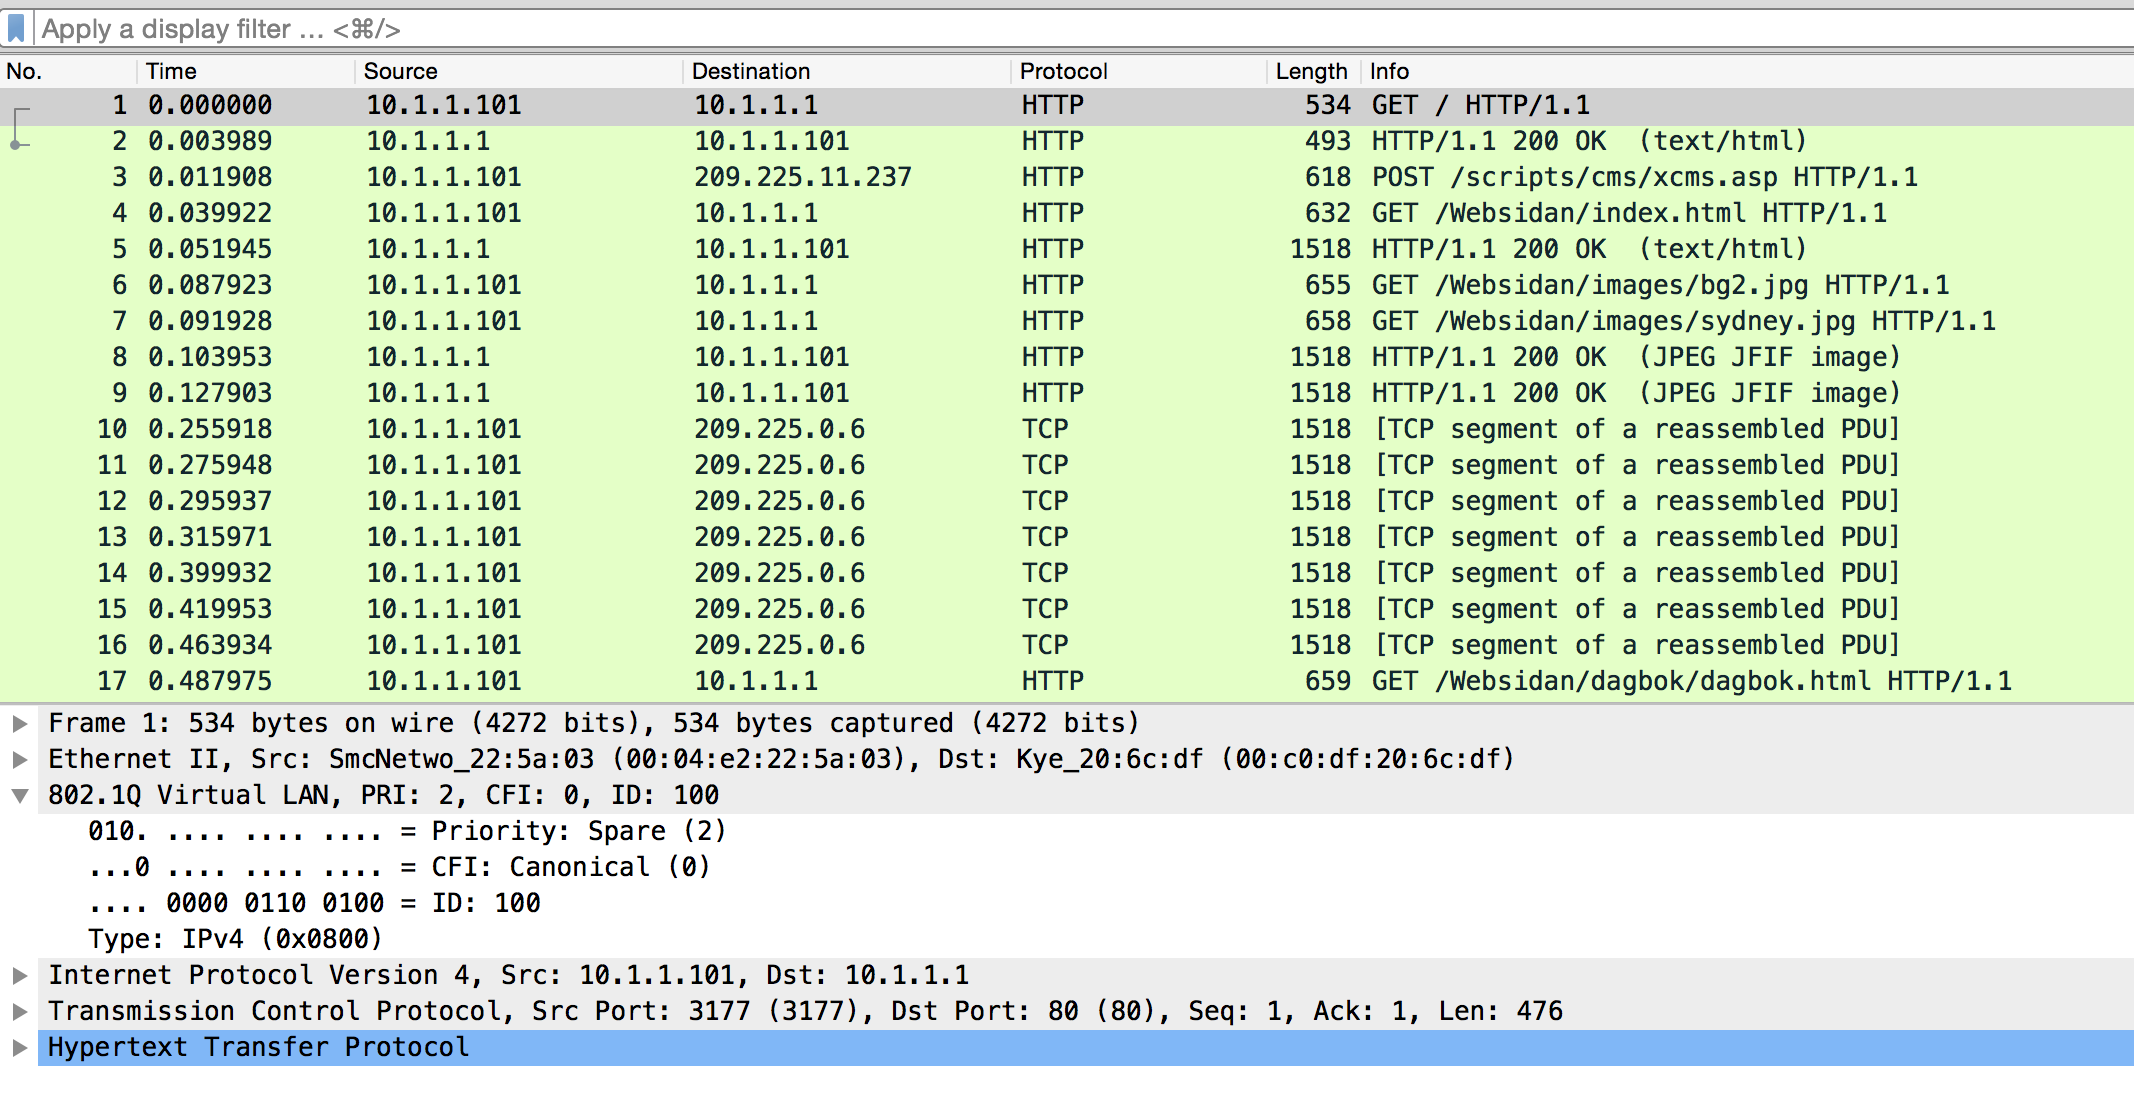 Apply a display filter ... <⌘/>
No. Time Source Destination Protocol Length Info
1 0.000000 10.1.1.101 10.1.1.1 HTTP 534 GET / HTTP/1.1
2 0.003989 10.1.1.1 10.1.1.101 HTTP 493 HTTP/1.1 200 OK (text/html)
3 0.011908 10.1.1.101 209.225.11.237 HTTP 618 POST /scripts/cms/xcms.asp HTTP/1.1
4 0.039922 10.1.1.101 10.1.1.1 HTTP 632 GET /Websidan/index.html HTTP/1.1
5 0.051945 10.1.1.1 10.1.1.101 HTTP 1518 HTTP/1.1 200 OK (text/html)
6 0.087923 10.1.1.101 10.1.1.1 HTTP 655 GET /Websidan/images/bg2.jpg HTTP/1.1
7 0.091928 10.1.1.101 10.1.1.1 HTTP 658 GET /Websidan/images/sydney.jpg HTTP/1.1
8 0.103953 10.1.1.1 10.1.1.101 HTTP 1518 HTTP/1.1 200 OK (JPEG JFIF image)
9 0.127903 10.1.1.1 10.1.1.101 HTTP 1518 HTTP/1.1 200 OK (JPEG JFIF image)
10 0.255918 10.1.1.101 209.225.0.6 TCP 1518 [TCP segment of a reassembled PDU]
11 0.275948 10.1.1.101 209.225.0.6 TCP 1518 [TCP segment of a reassembled PDU]
12 0.295937 10.1.1.101 209.225.0.6 TCP 1518 [TCP segment of a reassembled PDU]
13 0.315971 10.1.1.101 209.225.0.6 TCP 1518 [TCP segment of a reassembled PDU]
14 0.399932 10.1.1.101 209.225.0.6 TCP 1518 [TCP segment of a reassembled PDU]
15 0.419953 10.1.1.101 209.225.0.6 TCP 1518 [TCP segment of a reassembled PDU]
16 0.463934 10.1.1.101 209.225.0.6 TCP 1518 [TCP segment of a reassembled PDU]
17 0.487975 10.1.1.101 10.1.1.1 HTTP 659 GET /Websidan/dagbok/dagbok.html HTTP/1.1
Frame 1: 534 bytes on wire (4272 bits), 534 bytes captured (4272 bits)
Ethernet II, Src: SmcNetwo_22:5a:03 (00:04:e2:22:5a:03), Dst: Kye_20:6c:df (00:c0:df:20:6c:df)
802.1Q Virtual LAN, PRI: 2, CFI: 0, ID: 100
010. .... .... .... = Priority: Spare (2)
...0 .... .... .... = CFI: Canonical (0)
.... 0000 0110 0100 = ID: 100
Type: IPv4 (0x0800)
Internet Protocol Version 4, Src: 10.1.1.101, Dst: 10.1.1.1
Transmission Control Protocol, Src Port: 3177 (3177), Dst Port: 80 (80), Seq: 1, Ack: 1, Len: 476
Hypertext Transfer Protocol